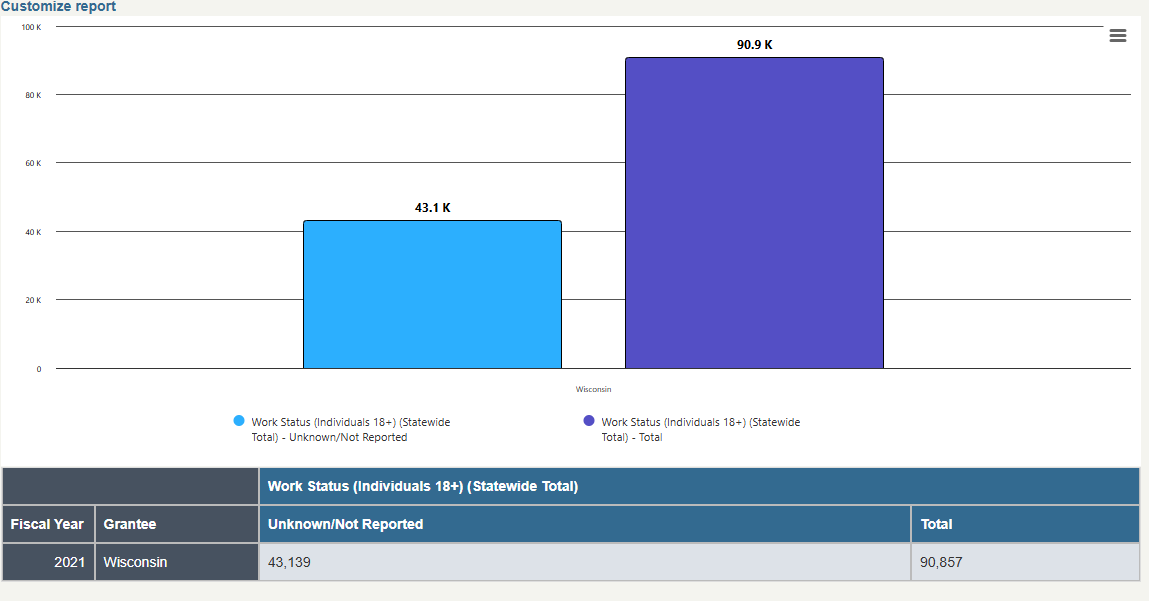 Customize report
100 K
90.9 K
80 K
60 K
43.1 K
40 K
20 K
0
Wisconsin
Work Status (Individuals 18+) (Statewide
Total) - Unknown/Not Reported
Work Status (Individuals 18+) (Statewide
Total) - Total
Work Status (Individuals 18+) (Statewide Total)
Fiscal Year Grantee Unknown/Not Reported Total
2021 Wisconsin 43,139 90,857